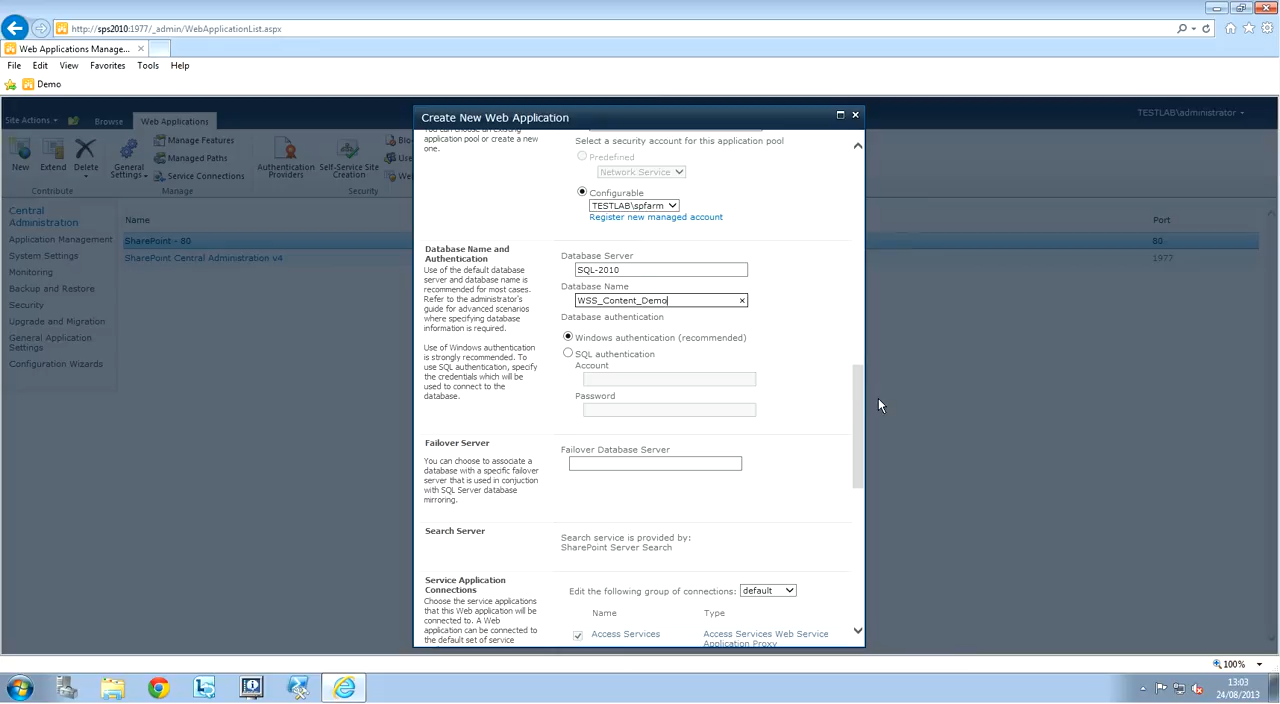 http://sps2010:1977/_admin/WebApplicationList.aspx
Web Applications Manage...
File Edit View Favorites Tools Help
Demo
Site Actions
Browse
Web Applications
TESTLAB\administrator
New
Extend
Delete
General Settings
Manage Features
Managed Paths
Service Connections
Authentication Providers
Self-Service Site Creation
Contribute
Manage
Security
Central Administration
Application Management
System Settings
Monitoring
Backup and Restore
Security
Upgrade and Migration
General Application Settings
Configuration Wizards
Name
Port
SharePoint - 80
80
SharePoint Central Administration v4
1977
Create New Web Application
You can choose an existing
application pool or create a new
one.
Select a security account for this application pool
Predefined
Network Service
Configurable
TESTLAB\spfarm
Register new managed account
Database Name and
Authentication
Use of the default database
server and database name is
recommended for most cases.
Refer to the administrator's
guide for advanced scenarios
where specifying database
information is required.
Use of Windows authentication
is strongly recommended. To
use SQL authentication, specify
the credentials which will be
used to connect to the
database.
Database Server
SQL-2010
Database Name
WSS_Content_Demo
Database authentication
Windows authentication (recommended)
SQL authentication
Account
Password
Failover Server
You can choose to associate a
database with a specific failover
server that is used in conjuction
with SQL Server database
mirroring.
Failover Database Server
Search Server
Search service is provided by:
SharePoint Server Search
Service Application
Connections
Choose the service applications
that this Web application will be
connected to. A Web
application can be connected to
the default set of service
Edit the following group of connections: default
Name
Type
Access Services
Access Services Web Service
Application Proxy
100%
13:03
24/08/2013